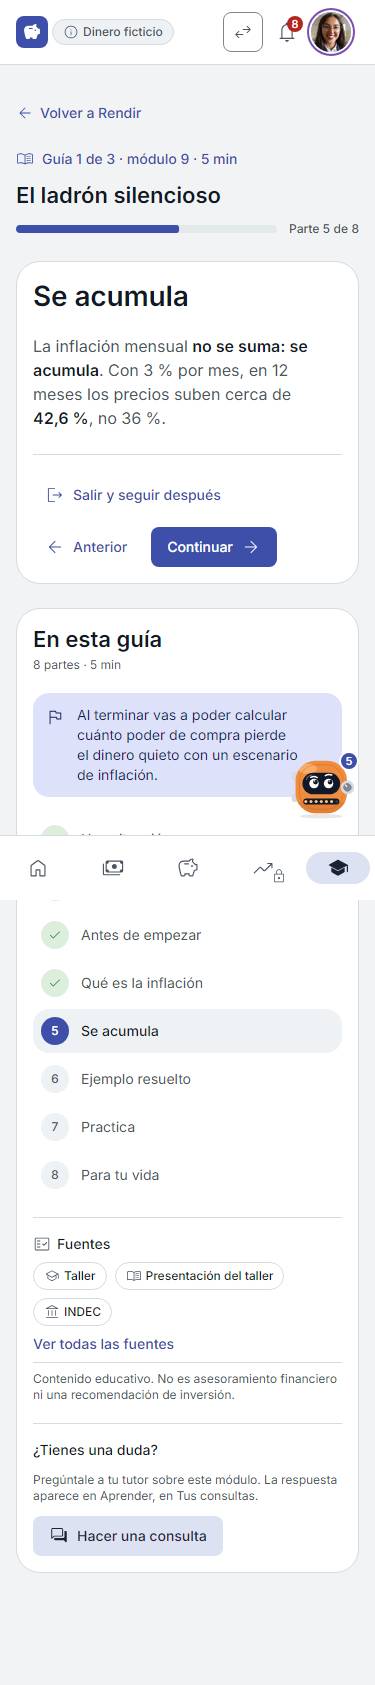 Dinero ficticio
8
Volver a Rendir
Guía 1 de 3 · módulo 9 · 5 min
El ladrón silencioso
Parte 5 de 8
Se acumula
La inflación mensual no se suma: se
acumula. Con 3 % por mes, en 12
meses los precios suben cerca de
42,6 %, no 36 %.
Salir y seguir después
Anterior
Continuar
En esta guía
8 partes · 5 min
Al terminar vas a poder calcular
cuánto poder de compra pierde
el dinero quieto con un escenario
de inflación.
5
Antes de empezar
Qué es la inflación
5 Se acumula
6 Ejemplo resuelto
7 Practica
8 Para tu vida
Fuentes
Taller
Presentación del taller
INDEC
Ver todas las fuentes
Contenido educativo. No es asesoramiento financiero
ni una recomendación de inversión.
¿Tienes una duda?
Pregúntale a tu tutor sobre este módulo. La respuesta
aparece en Aprender, en Tus consultas.
Hacer una consulta